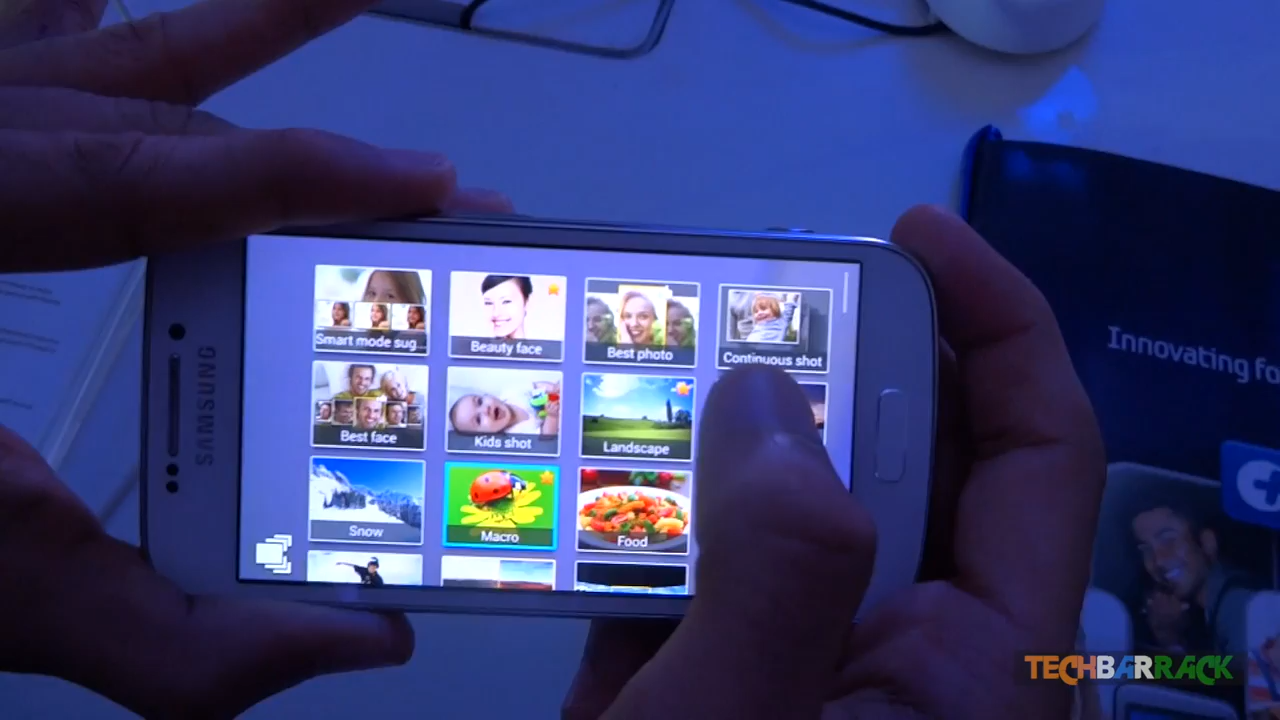 Smart mode sug...
Beauty face
Best photo
Continuous shot
Best face
Kids shot
Landscape
Snow
Macro
Food
SAMSUNG
Innovating fo
TECHBARRACK